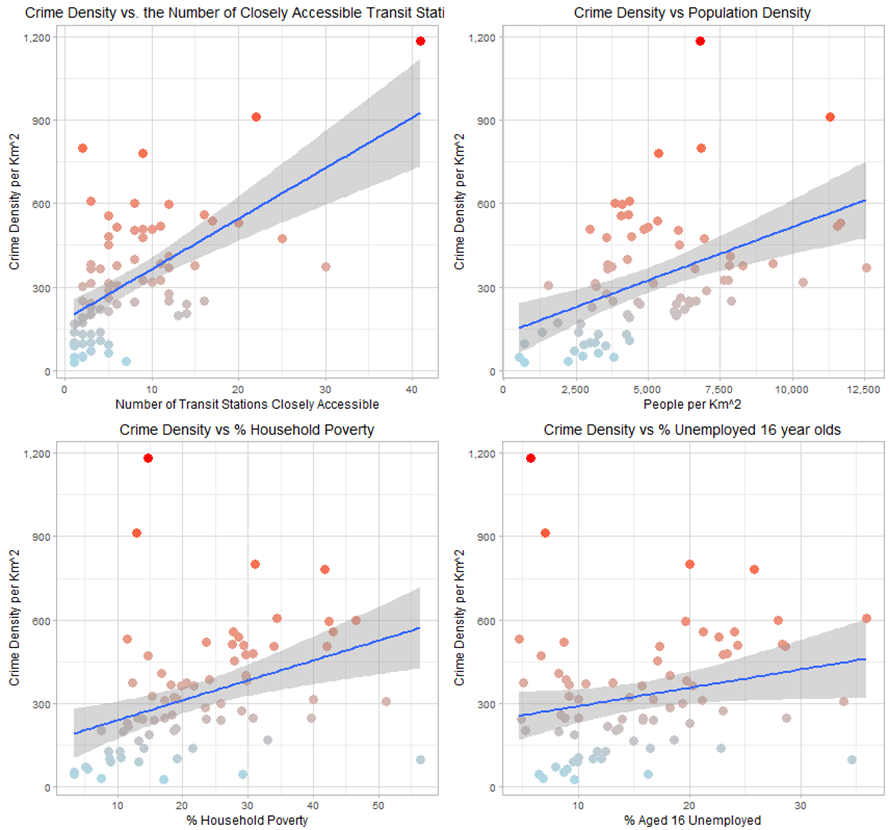 Crime Density vs. the Number of Closely Accessible Transit Stati
Crime Density per Km^2
1,200
900
600
300
0
0 10 20 30 40
Number of Transit Stations Closely Accessible
Crime Density vs Population Density
Crime Density per Km^2
1,200
900
600
300
0
0 2,500 5,000 7,500 10,000 12,500
People per Km^2
Crime Density vs % Household Poverty
Crime Density per Km^2
1,200
900
600
300
0
10 20 30 40 50
% Household Poverty
Crime Density vs % Unemployed 16 year olds
Crime Density per Km^2
1,200
900
600
300
0
10 20 30
% Aged 16 Unemployed